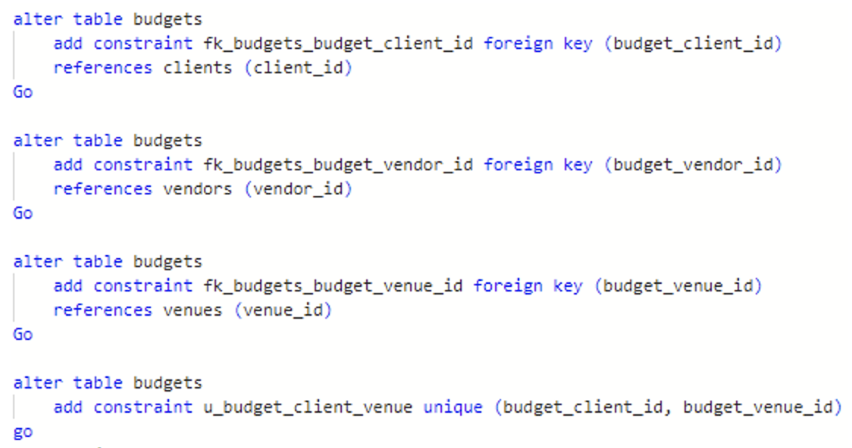 alter table budgets
add constraint fk_budgets_budget_client_id foreign key (budget_client_id)
references clients (client_id)
Go
alter table budgets
add constraint fk_budgets_budget_vendor_id foreign key (budget_vendor_id)
references vendors (vendor_id)
Go
alter table budgets
add constraint fk_budgets_budget_venue_id foreign key (budget_venue_id)
references venues (venue_id)
Go
alter table budgets
add constraint u_budget_client_venue unique (budget_client_id, budget_venue_id)
go